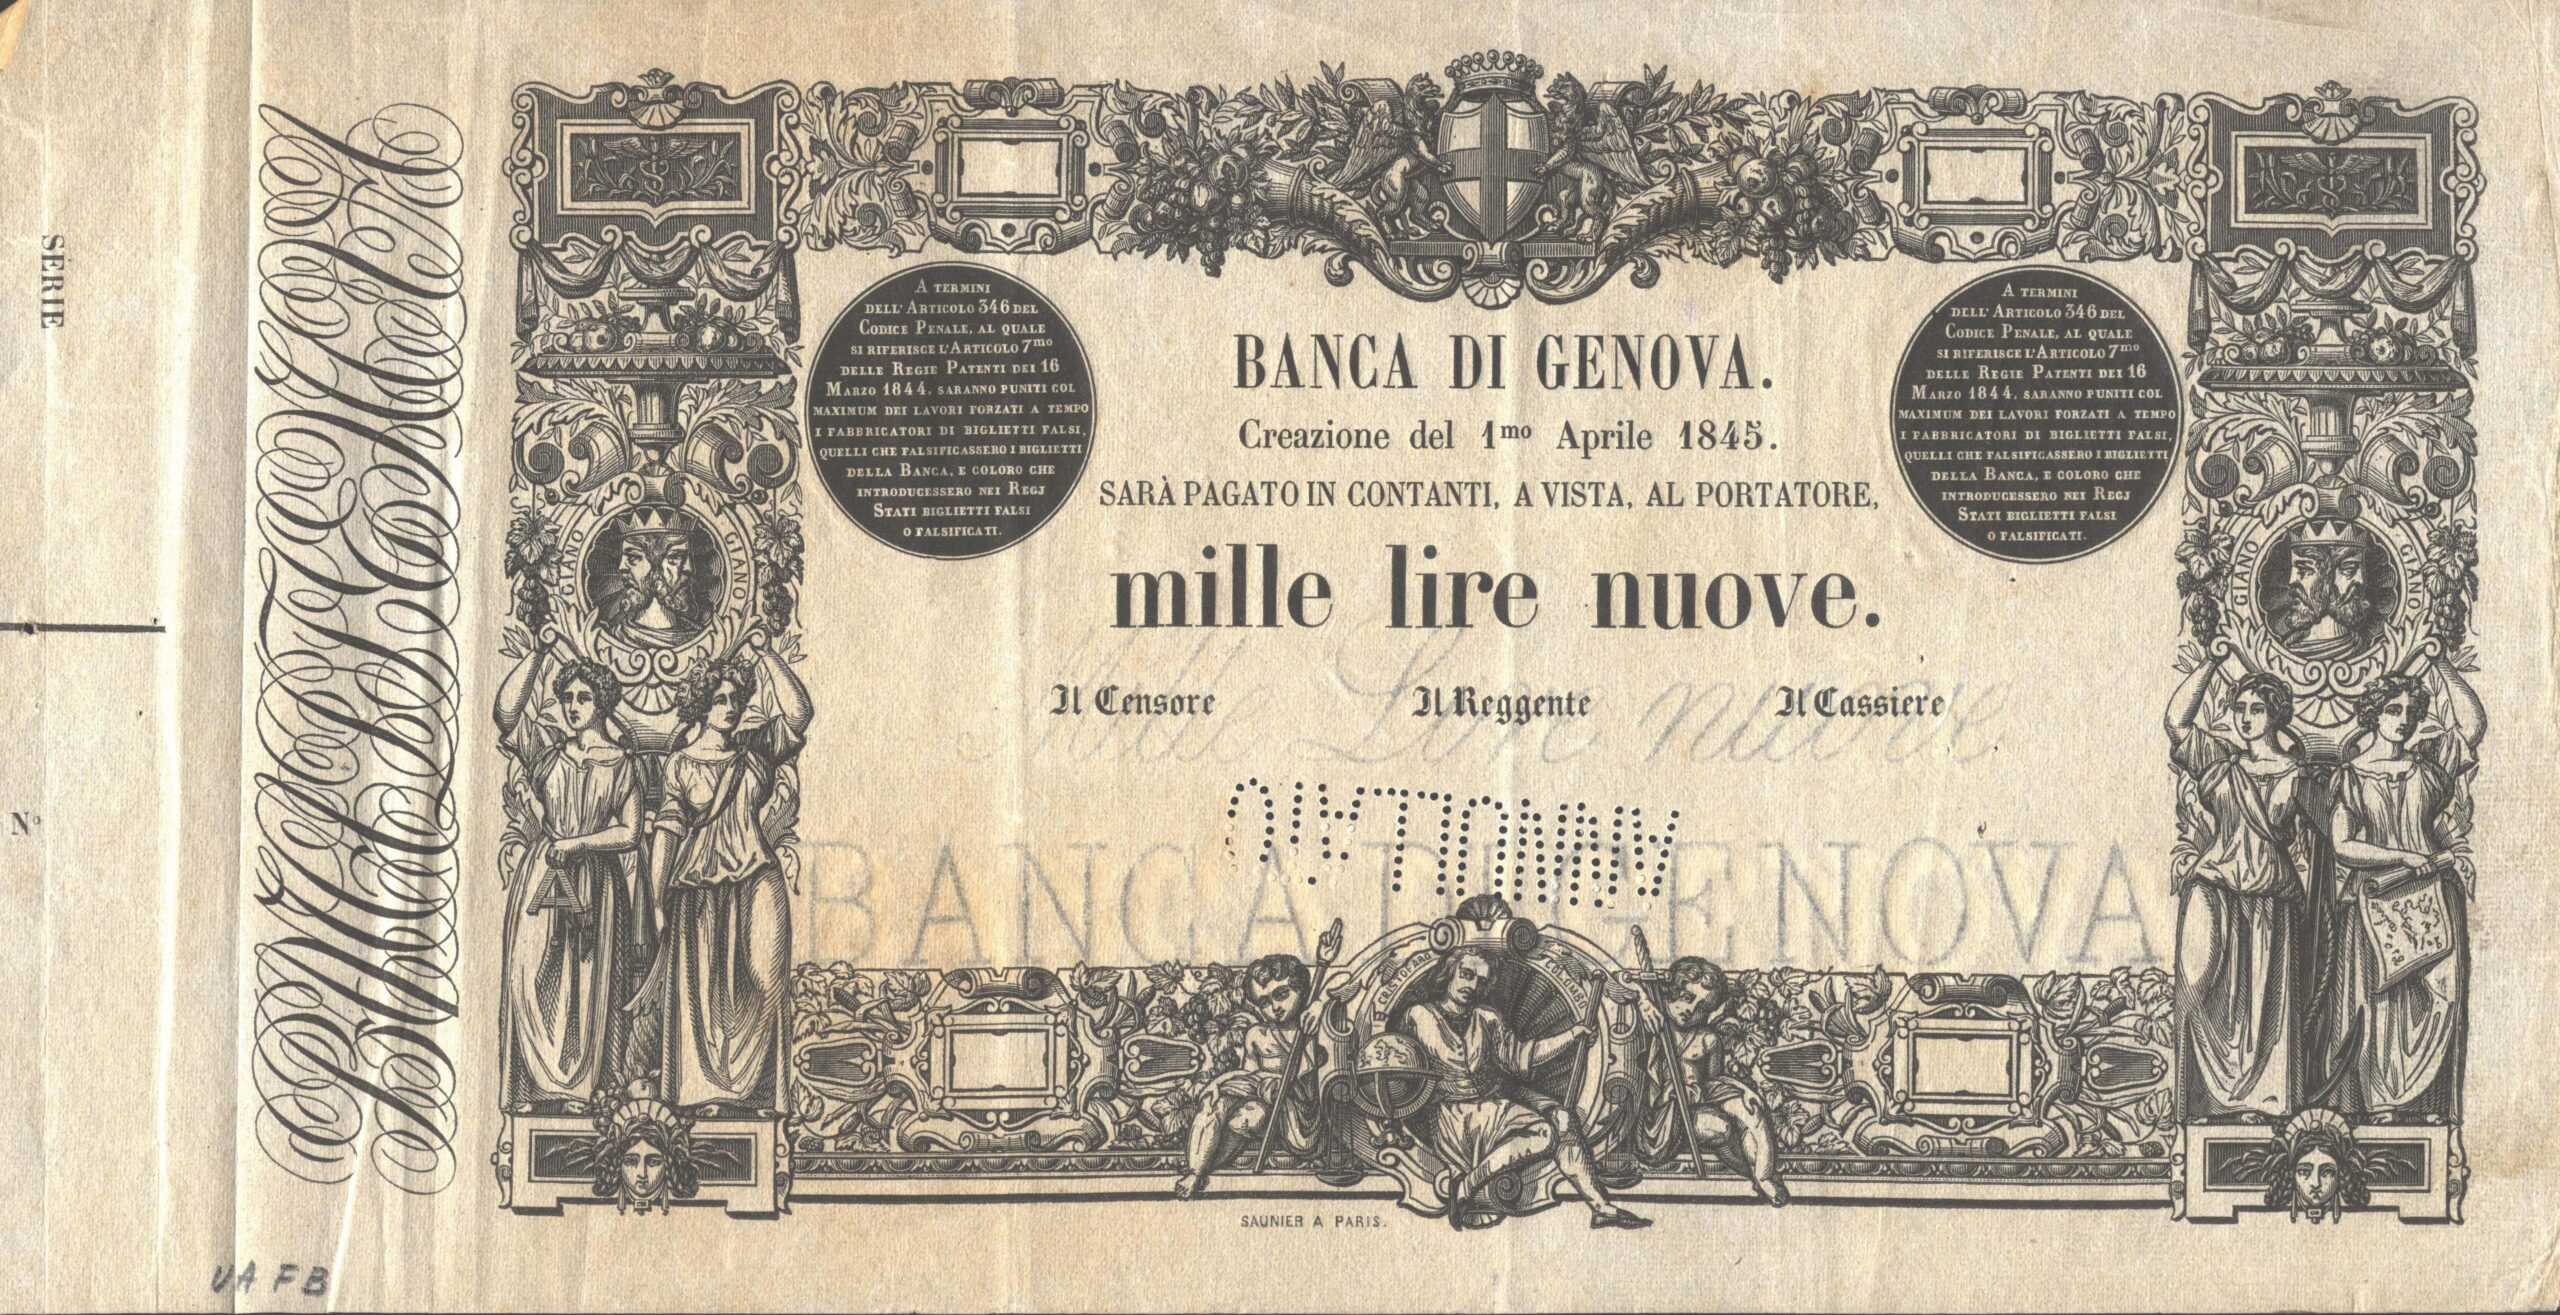 SERIE
Nº
A TERMINI
DELL'ARTICOLO 346 DEL
CODICE PENALE, AL QUALE
SI RIFERISCE L'ARTICOLO 7mo
DELLE REGIE PATENTI DEI 16
MARZO 1844, SARANNO PUNITI COL
MAXIMUM DEI LAVORI FORZATI A TEMPO
I FABBRICATORI DI BIGLIETTI FALSI,
QUELLI CHE FALSIFICASSERO I BIGLIETTI
DELLA BANCA, E COLORO CHE
INTRODUCESSERO NEI REGJ
STATI BIGLIETTI FALSI
O FALSIFICATI.
BANCA DI GENOVA.
Creazione del 1mo Aprile 1845.
SARÀ PAGATO IN CONTANTI, A VISTA, AL PORTATORE,
mille lire nuove.
A TERMINI
DELL'ARTICOLO 346 DEL
CODICE PENALE, AL QUALE
SI RIFERISCE L'ARTICOLO 7mo
DELLE REGIE PATENTI DEI 16
MARZO 1844, SARANNO PUNITI COL
MAXIMUM DEI LAVORI FORZATI A TEMPO
I FABBRICATORI DI BIGLIETTI FALSI,
QUELLI CHE FALSIFICASSERO I BIGLIETTI
DELLA BANCA, E COLORO CHE
INTRODUCESSERO NEI REGJ
STATI BIGLIETTI FALSI
O FALSIFICATI.
GIANO GIANO
GIANO GIANO
Mille Lire nuove
Il Censore Il Reggente Il Cassiere
ANNULLATO
BANCA DI GENOVA
CRISTOFARO COLOMBO
SAUNIER A PARIS.
UA FB